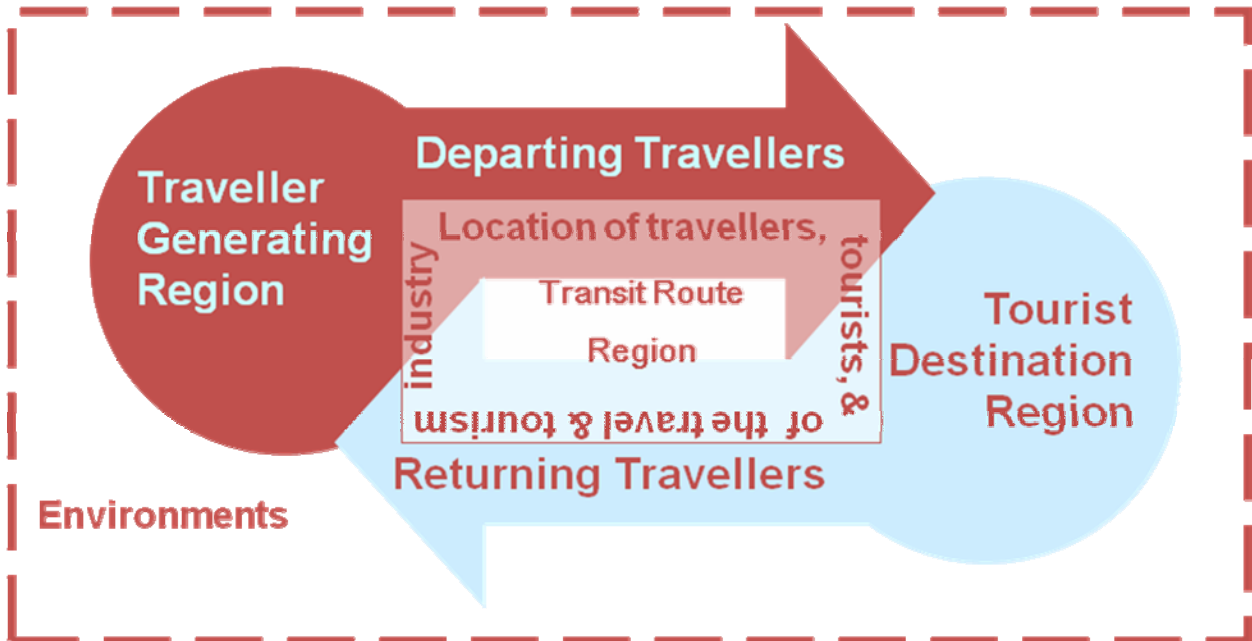 Departing Travellers
Traveller
Generating
Region
Location of travellers,
tourists, &
of the travel & tourism
industry
Transit Route
Region
Tourist
Destination
Region
Returning Travellers
Environments